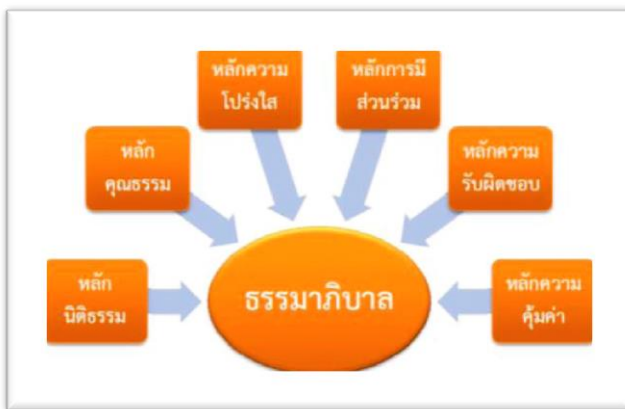 หลักความ
โปร่งใส
หลักการมี
ส่วนร่วม
หลัก
คุณธรรม
หลักความ
รับผิดชอบ
หลัก
นิติธรรม
ธรรมาภิบาล
หลักความ
คุ้มค่า